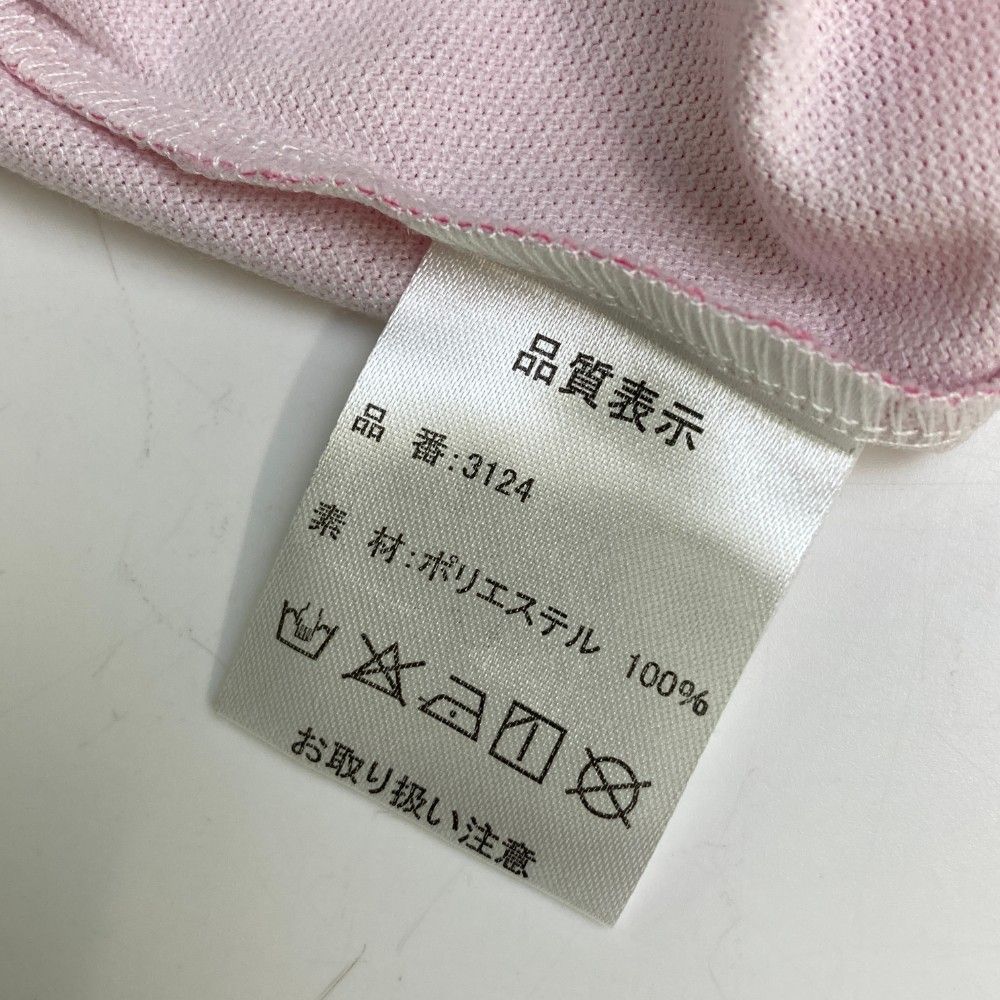 品質表示
品 番:3124
素 材:ポリエステル 100%
お取り扱い注意